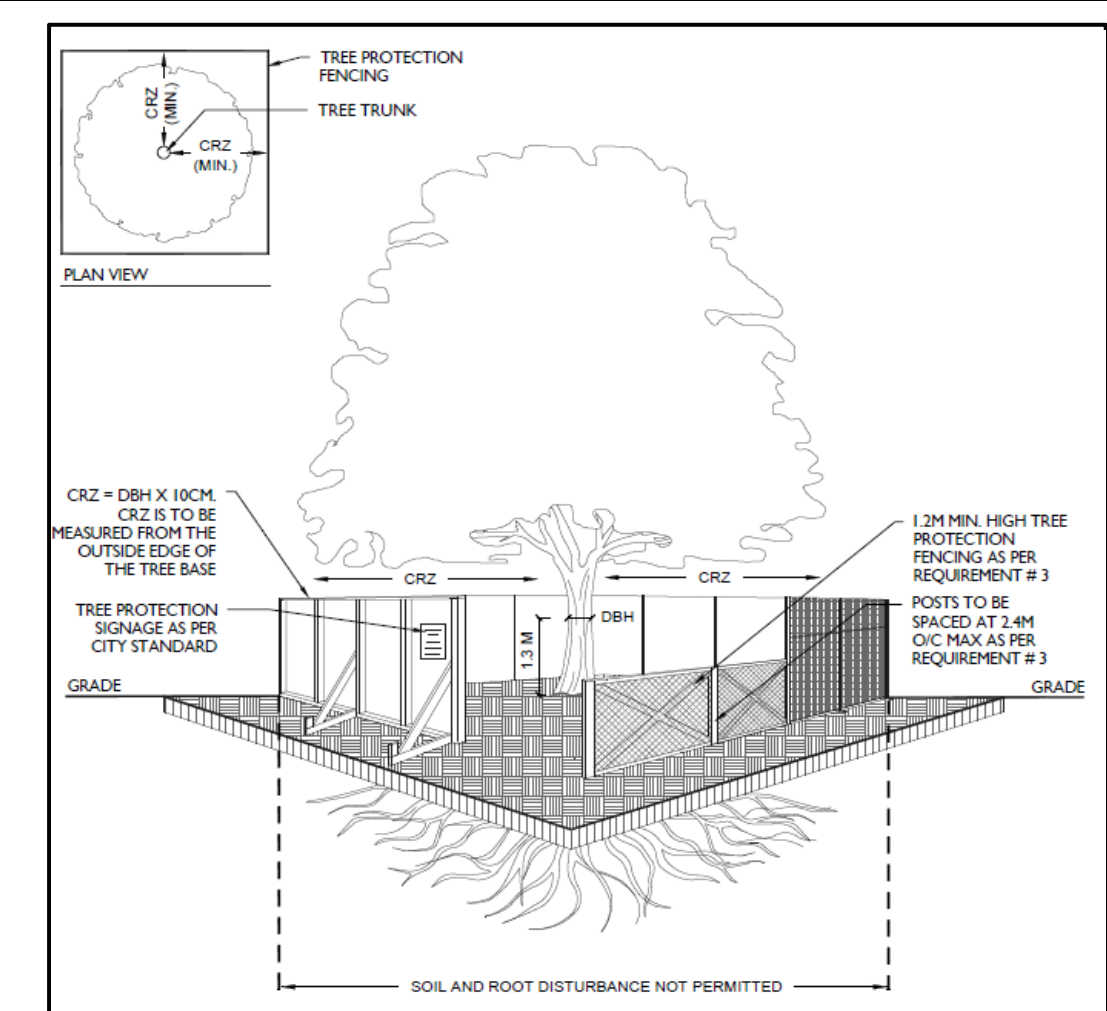 TREE PROTECTION
FENCING
TREE TRUNK
CRZ
(MIN.)
CRZ
(MIN.)
PLAN VIEW
CRZ = DBH X 10CM.
CRZ IS TO BE
MEASURED FROM THE
OUTSIDE EDGE OF
THE TREE BASE
TREE PROTECTION
SIGNAGE AS PER
CITY STANDARD
GRADE
CRZ
CRZ
DBH
1.3 M
1.2M MIN. HIGH TREE
PROTECTION
FENCING AS PER
REQUIREMENT # 3
POSTS TO BE
SPACED AT 2.4M
O/C MAX AS PER
REQUIREMENT # 3
GRADE
SOIL AND ROOT DISTURBANCE NOT PERMITTED